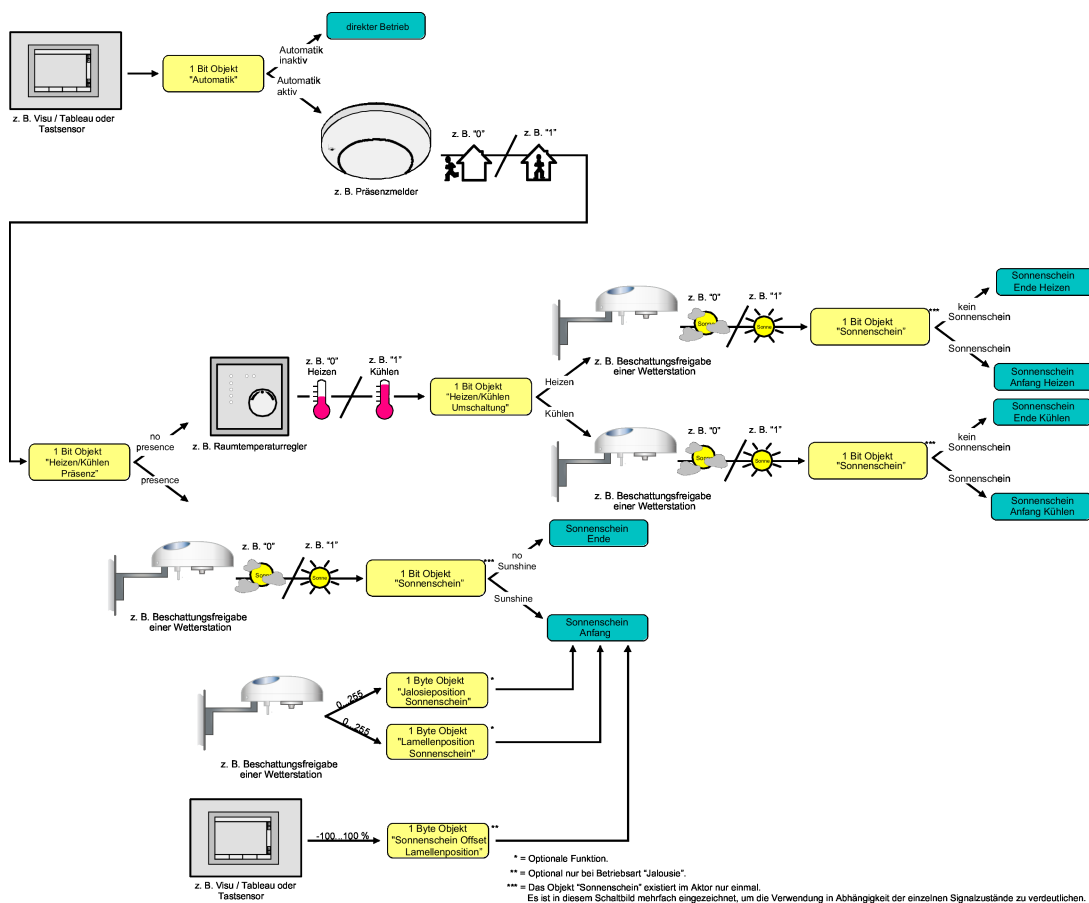 direkter Betrieb
Automatik
inaktiv
1 Bit Objekt
"Automatik"
Automatik
aktiv
z. B. Visu / Tableau oder
Tastsensor
z. B. "0"
z. B. "1"
z. B. Präsenzmelder
Sonnenschein
Ende Heizen
z. B. "0"
z. B. "1"
Sonne
Sonne
1 Bit Objekt
"Sonnenschein"
***
kein
Sonnenschein
Sonnenschein
z. B. Beschattungsfreigabe
einer Wetterstation
Sonnenschein
Anfang Heizen
z. B. "0"
Heizen
z. B. "1"
Kühlen
1 Bit Objekt
"Heizen/Kühlen
Umschaltung"
Heizen
Kühlen
z. B. Raumtemperaturregler
Sonnenschein
Ende Kühlen
z. B. "0"
z. B. "1"
Sonne
Sonne
1 Bit Objekt
"Sonnenschein"
***
kein
Sonnenschein
Sonnenschein
z. B. Beschattungsfreigabe
einer Wetterstation
Sonnenschein
Anfang Kühlen
1 Bit Objekt
"Heizen/Kühlen
Präsenz"
no
presence
presence
Sonnenschein
Ende
z. B. "0"
z. B. "1"
Sonne
Sonne
1 Bit Objekt
"Sonnenschein"
***
no
Sunshine
Sunshine
z. B. Beschattungsfreigabe
einer Wetterstation
Sonnenschein
Anfang
0...255
1 Byte Objekt
"Jalosieposition
Sonnenschein"
*
0...255
1 Byte Objekt
"Lamellenposition
Sonnenschein"
*
z. B. Beschattungsfreigabe
einer Wetterstation
-100...100 %
1 Byte Objekt
"Sonnenschein Offset
Lamellenposition"
**
z. B. Visu / Tableau oder
Tastsensor
* = Optionale Funktion.
** = Optional nur bei Betriebsart "Jalousie".
*** = Das Objekt "Sonnenschein" existiert im Aktor nur einmal.
Es ist in diesem Schaltbild mehrfach eingezeichnet, um die Verwendung in Abhängigkeit der einzelnen Signalzustände zu verdeutlichen.